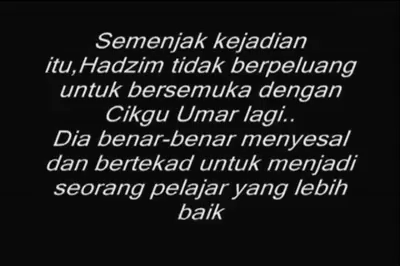 Semenjak kejadian
itu,Hadzim tidak berpeluang
untuk bersemuka dengan
Cikgu Umar lagi..
Dia benar-benar menyesal
dan bertekad untuk menjadi
seorang pelajar yang lebih
baik